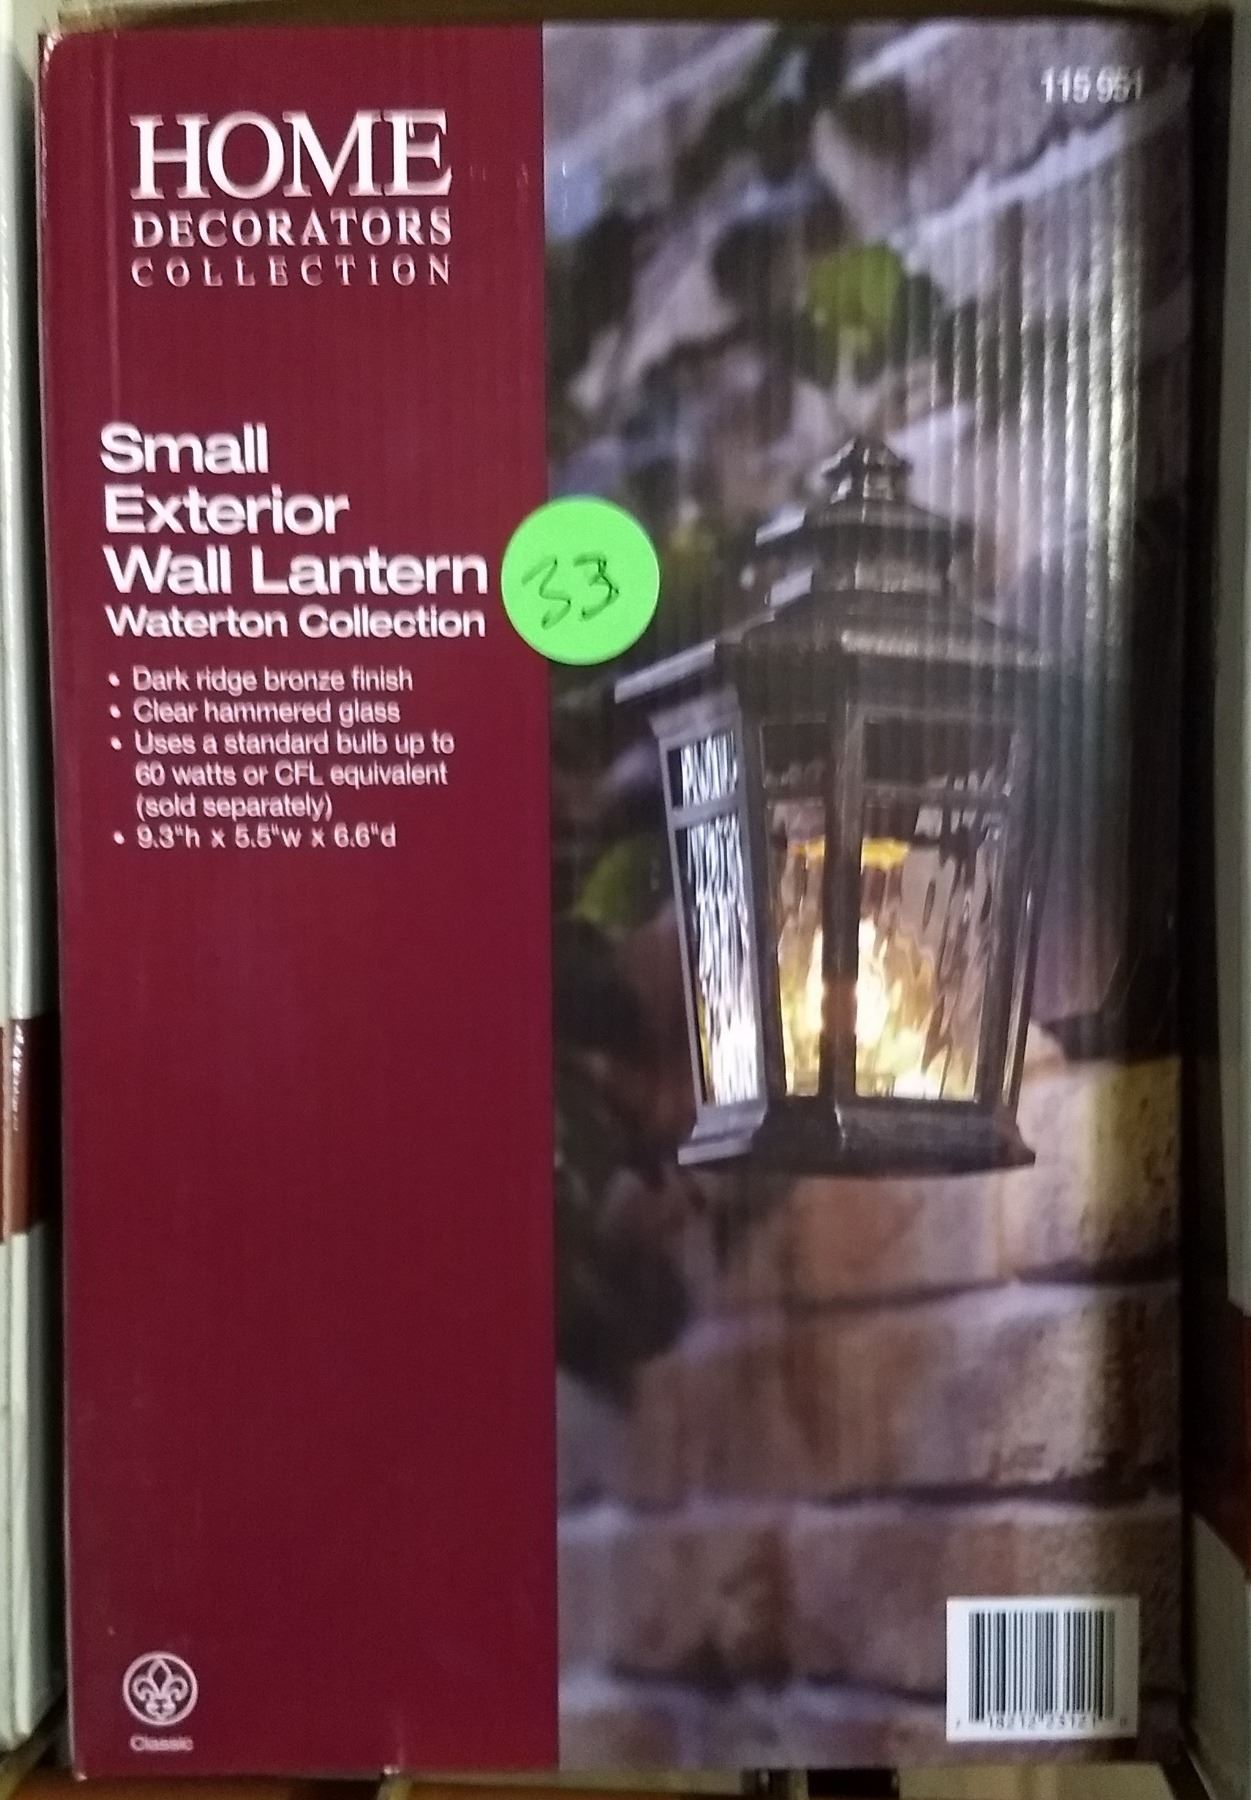 115 951
HOME
DECORATORS
COLLECTION
Small
Exterior
Wall Lantern
Waterton Collection
• Dark ridge bronze finish
• Clear hammered glass
• Uses a standard bulb up to
60 watts or CFL equivalent
(sold separately)
• 9.3"h x 5.5"w x 6.6"d
33
Classic